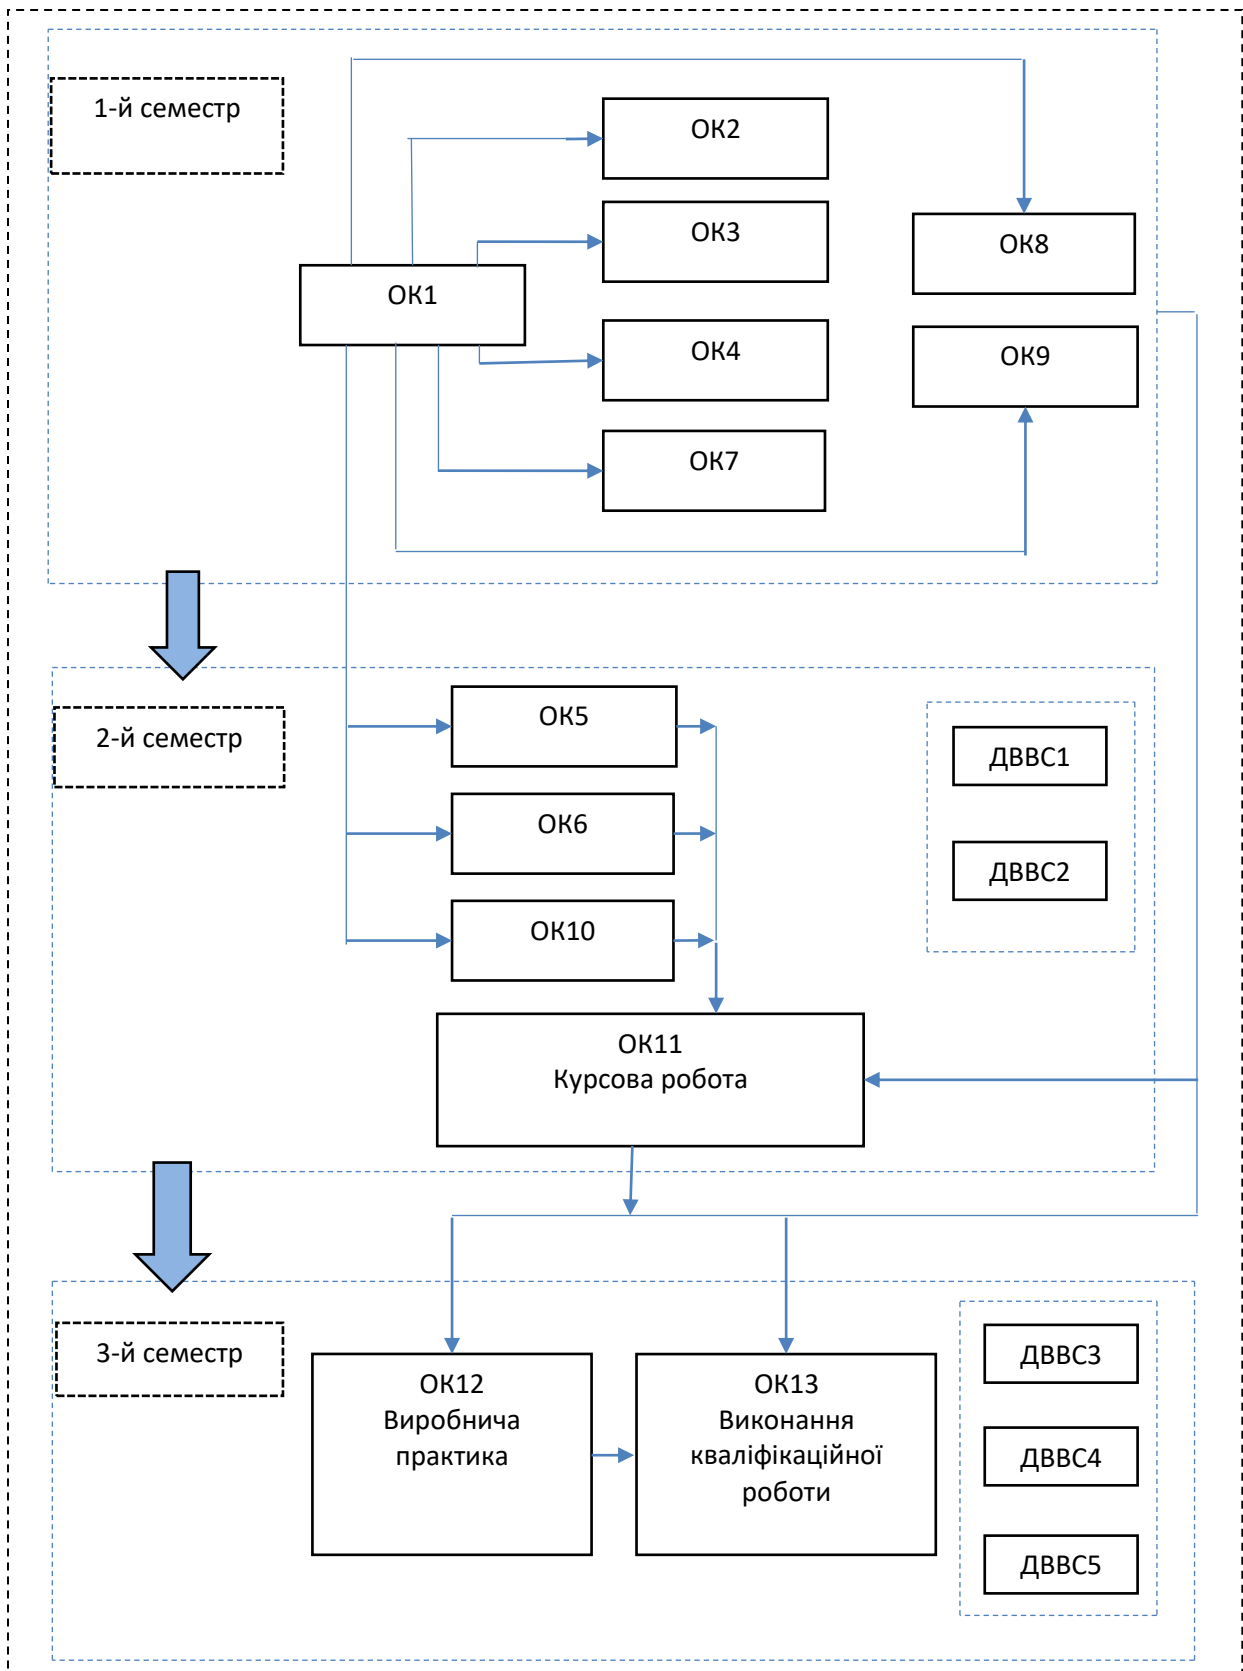 1-й семестр
ОК2
ОК3
ОК8
ОК1
ОК4
ОК9
ОК7
2-й семестр
ОК5
ДВВС1
ОК6
ДВВС2
ОК10
ОК11
Курсова робота
3-й семестр
ОК12
Виробнича
практика
ОК13
Виконання
кваліфікаційної
роботи
ДВВС3
ДВВС4
ДВВС5